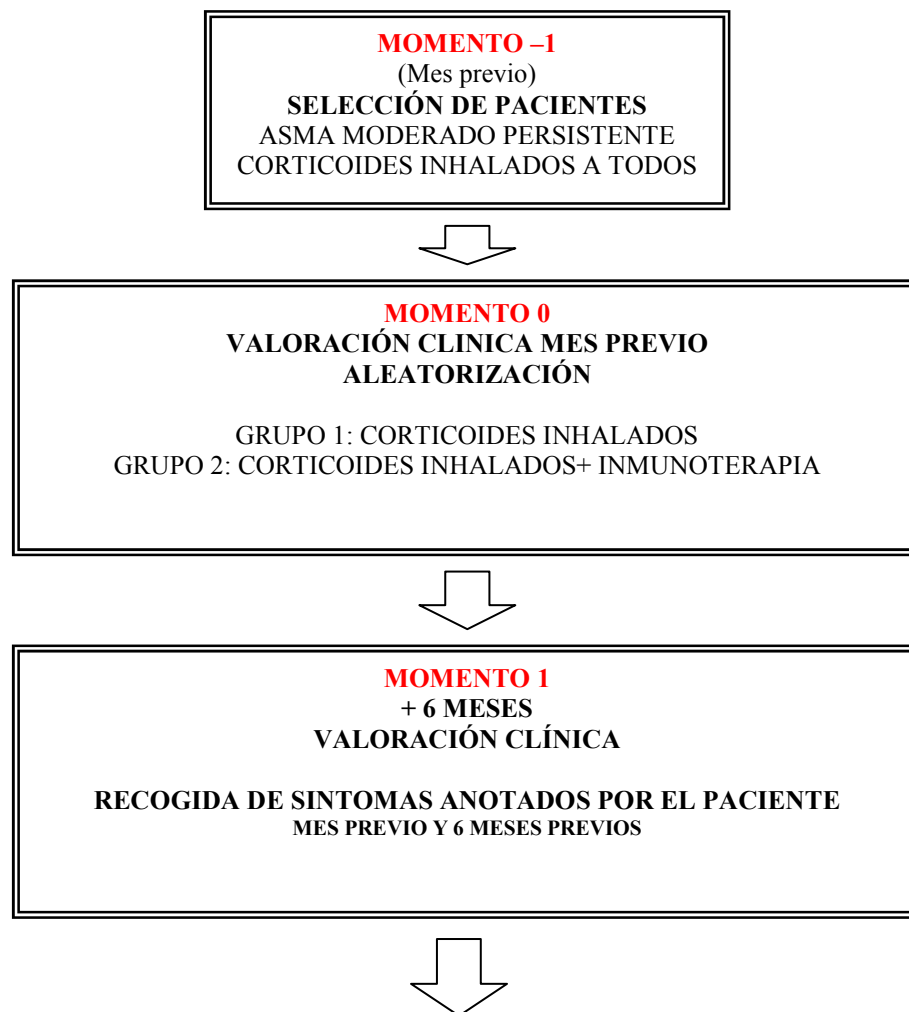 MOMENTO –1
(Mes previo)
SELECCIÓN DE PACIENTES
ASMA MODERADO PERSISTENTE
CORTICOIDES INHALADOS A TODOS
MOMENTO 0
VALORACIÓN CLINICA MES PREVIO
ALEATORIZACIÓN
GRUPO 1: CORTICOIDES INHALADOS
GRUPO 2: CORTICOIDES INHALADOS+ INMUNOTERAPIA
MOMENTO 1
+ 6 MESES
VALORACIÓN CLÍNICA
RECOGIDA DE SINTOMAS ANOTADOS POR EL PACIENTE
MES PREVIO Y 6 MESES PREVIOS